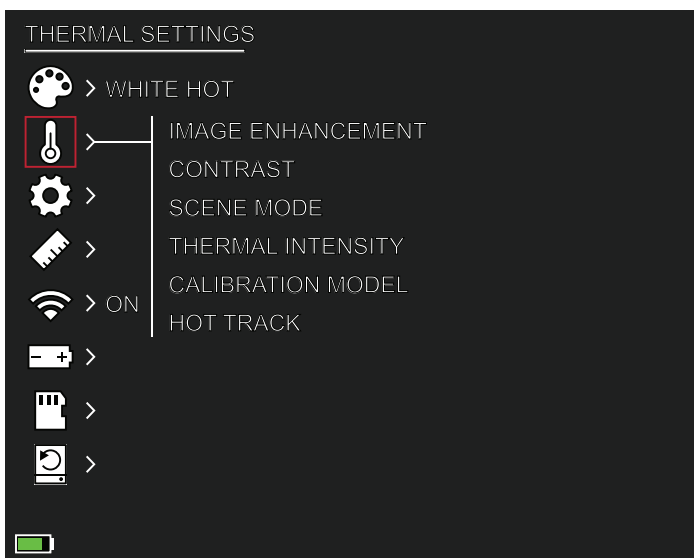 THERMAL SETTINGS
WHITE HOT
IMAGE ENHANCEMENT
CONTRAST
SCENE MODE
THERMAL INTENSITY
CALIBRATION MODEL
ON
HOT TRACK